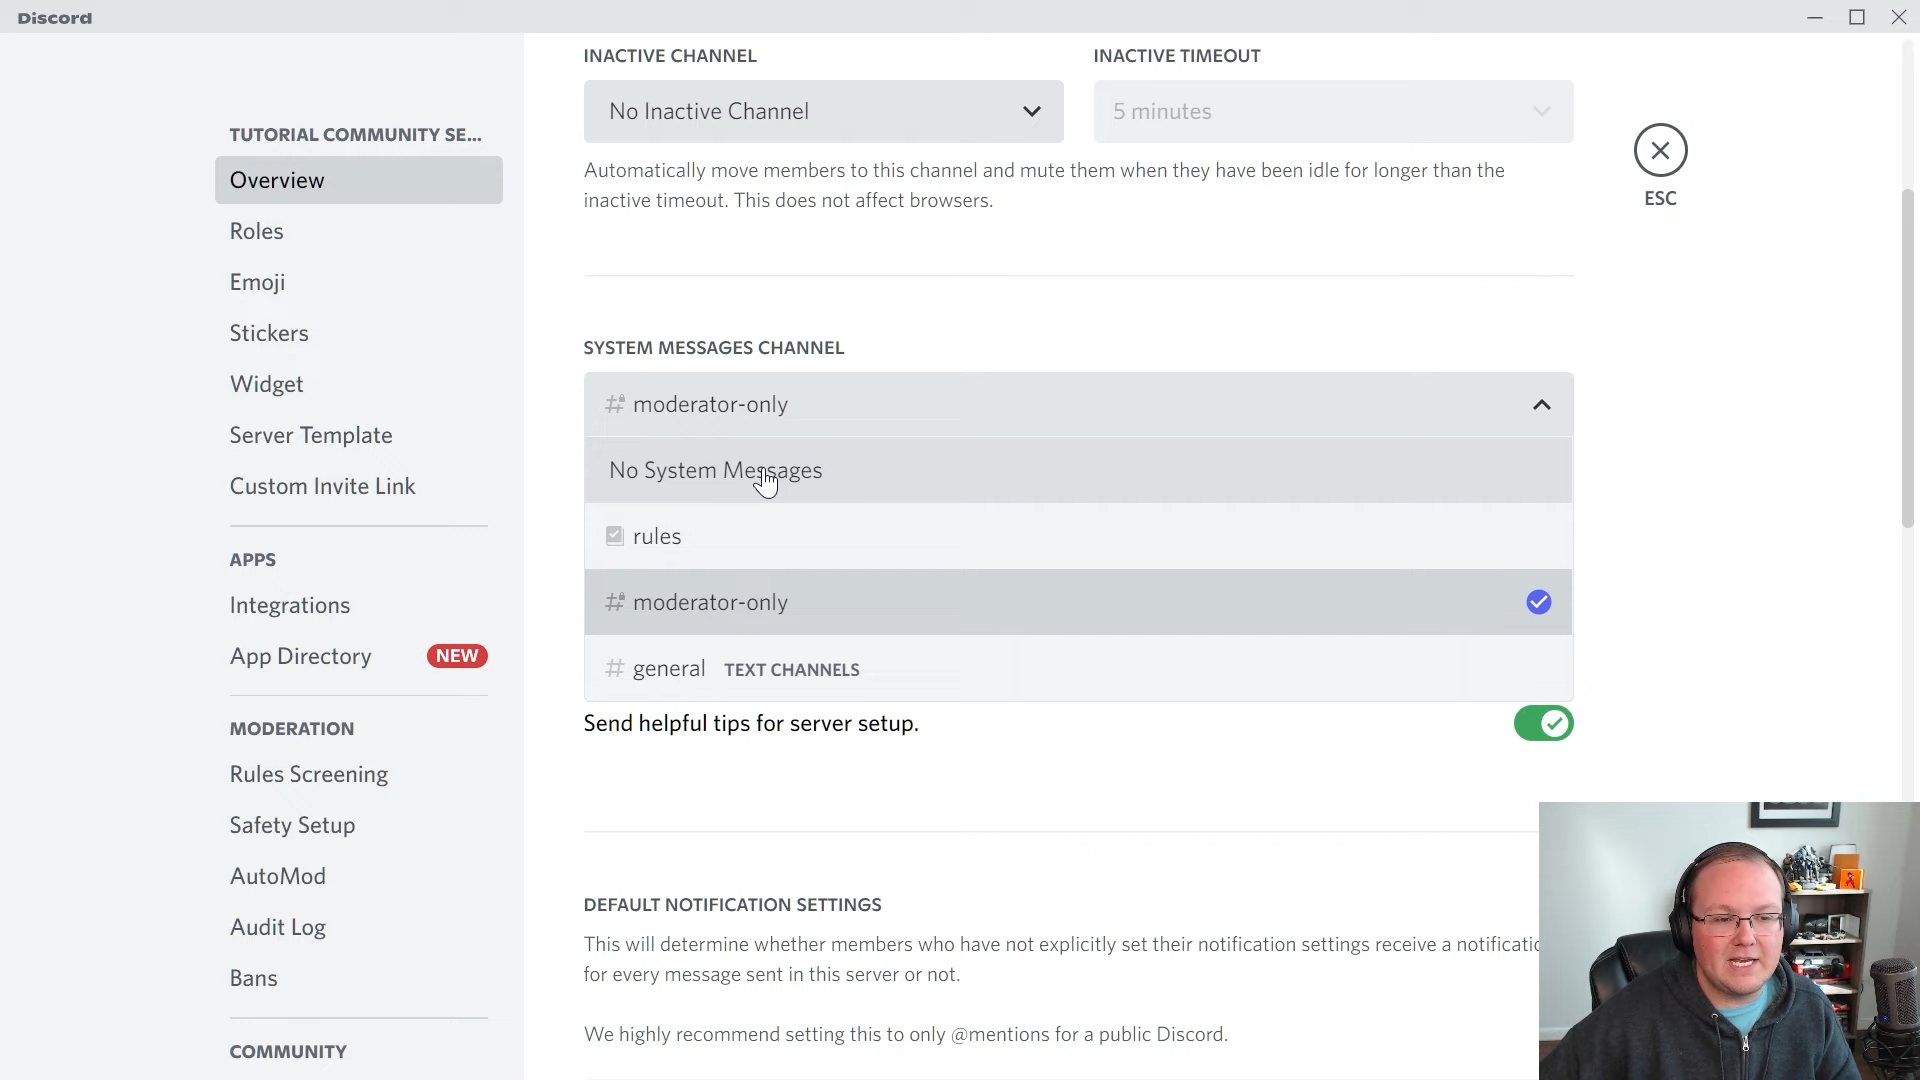 Discord
TUTORIAL COMMUNITY SE...
Overview
Roles
Emoji
Stickers
Widget
Server Template
Custom Invite Link
APPS
Integrations
App Directory NEW
MODERATION
Rules Screening
Safety Setup
AutoMod
Audit Log
Bans
COMMUNITY
INACTIVE CHANNEL
No Inactive Channel
INACTIVE TIMEOUT
5 minutes
Automatically move members to this channel and mute them when they have been idle for longer than the
inactive timeout. This does not affect browsers.
SYSTEM MESSAGES CHANNEL
# moderator-only
No System Messages
rules
# moderator-only
# general TEXT CHANNELS
Send helpful tips for server setup.
DEFAULT NOTIFICATION SETTINGS
This will determine whether members who have not explicitly set their notification settings receive a notificatio
for every message sent in this server or not.
We highly recommend setting this to only @mentions for a public Discord.
ESC